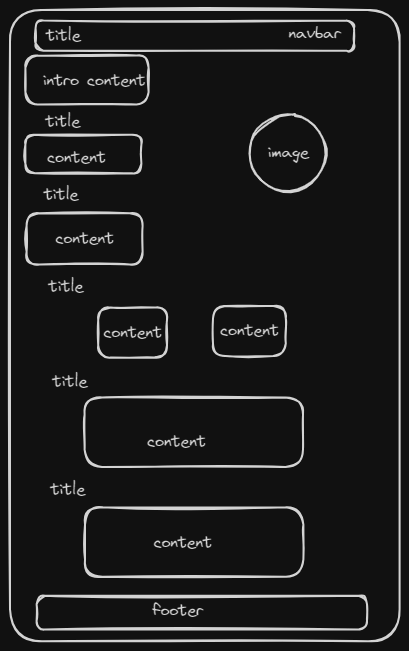 title navbar
intro content
title
content
image
title
content
title
content content
title
content
title
content
footer